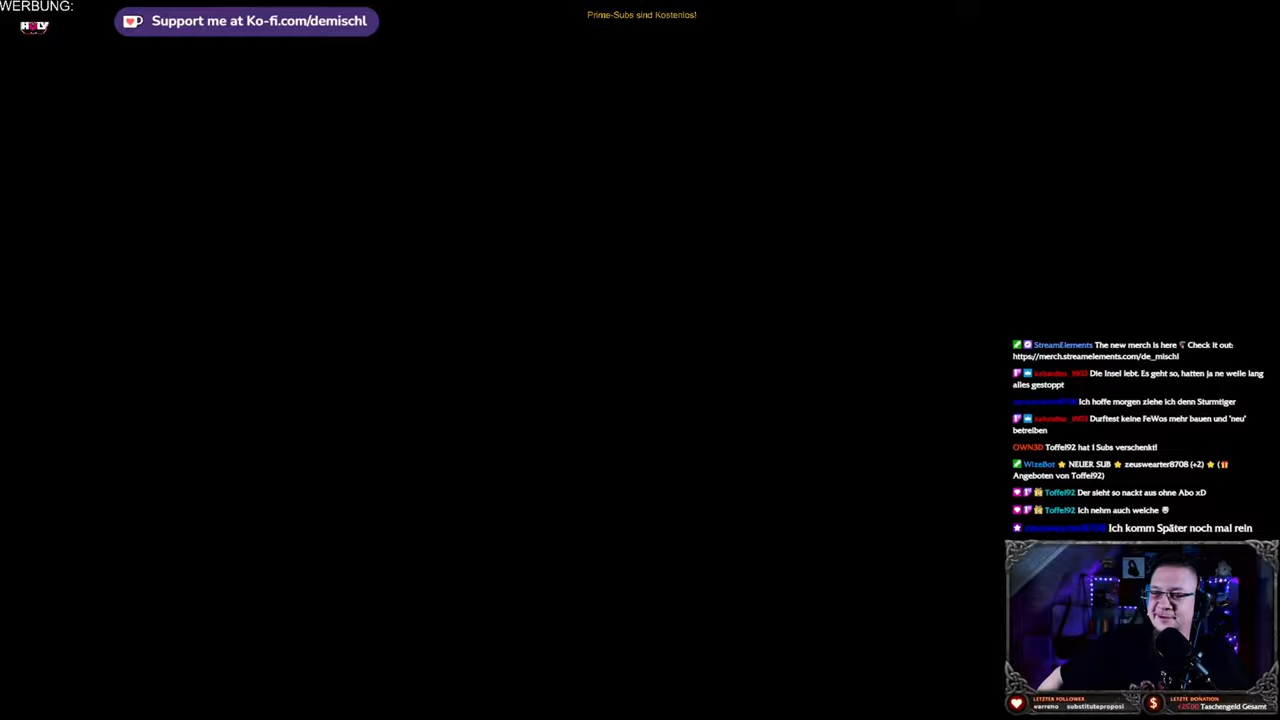 WERBUNG:
HOLY
Support me at Ko-fi.com/demischl
Prime-Subs sind Kostenlos!
StreamElements The new merch is here Check it out:
https://merch.streamelements.com/de_mischl
Die Insel lebt. Es geht so, hatten ja ne weile lang
alles gestoppt
Ich hoffe morgen ziehe ich denn Sturmtiger
Durftest keine FeWos mehr bauen und "neu"
betreiben
OWN3D Toffel92 hat 1 Subs verschenkt!
WizeBot ⭐ NEUER SUB ⭐ zeuswearter8708 (+2) ⭐ (🎁
Angeboten von Toffel92)
Toffel92 Der sieht so nackt aus ohne Abo xD
Toffel92 Ich nehm auch welche
Ich komm Später noch mal rein
LETZTER FOLLOWER
LETZTE DONATION
substituteproposi
Taschengeld Gesamt